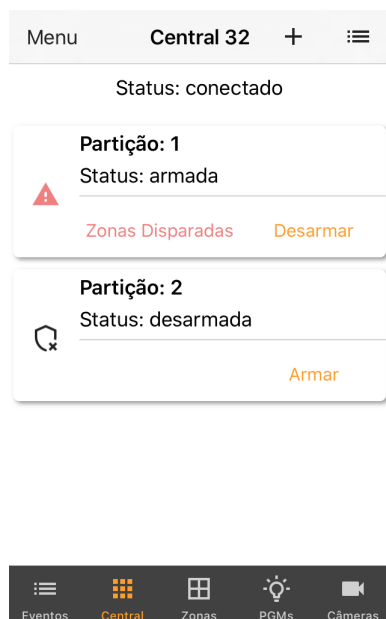 Menu Central 32
Status: conectado
Partição: 1
Status: armada
Zonas Disparadas Desarmar
Partição: 2
Status: desarmada
Armar
Eventos Central Zonas PGMs Câmeras